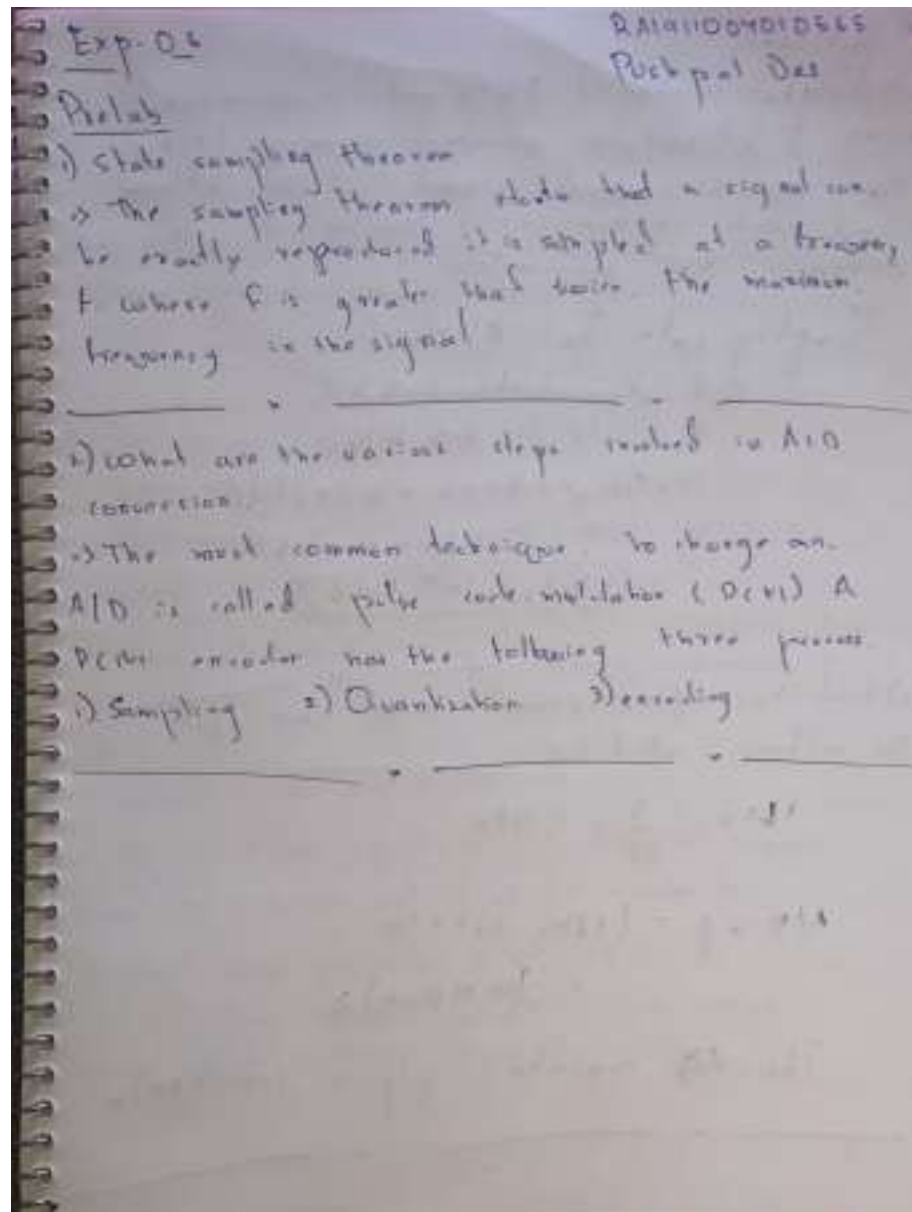 Exp-06
RA1911004010565
Pushpal Das
Prelab
1) State sampling theorem
=> The sampling theorem states that a signal can
be exactly reproduced it is sampled at a frequency
F where F is greater that twice the maximum
frequency in the signal
2) What are the various steps involved in A/D
conversion
=> The most common technique to change an
A/D is called pulse code modulation (PCM) A
PCM encoder has the following three process
1) Sampling 2) Quantization 3) encoding